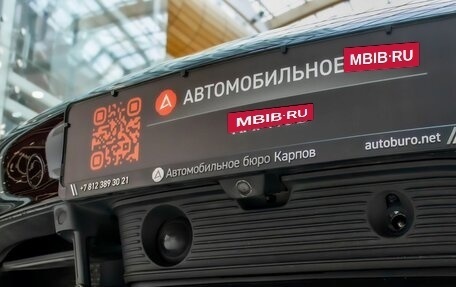 АВТОМОБИЛЬНОЕ MBIB.RU
MBIB.RU
Автомобильное бюро Карпов
autoburo.net
+7 812 389 30 21